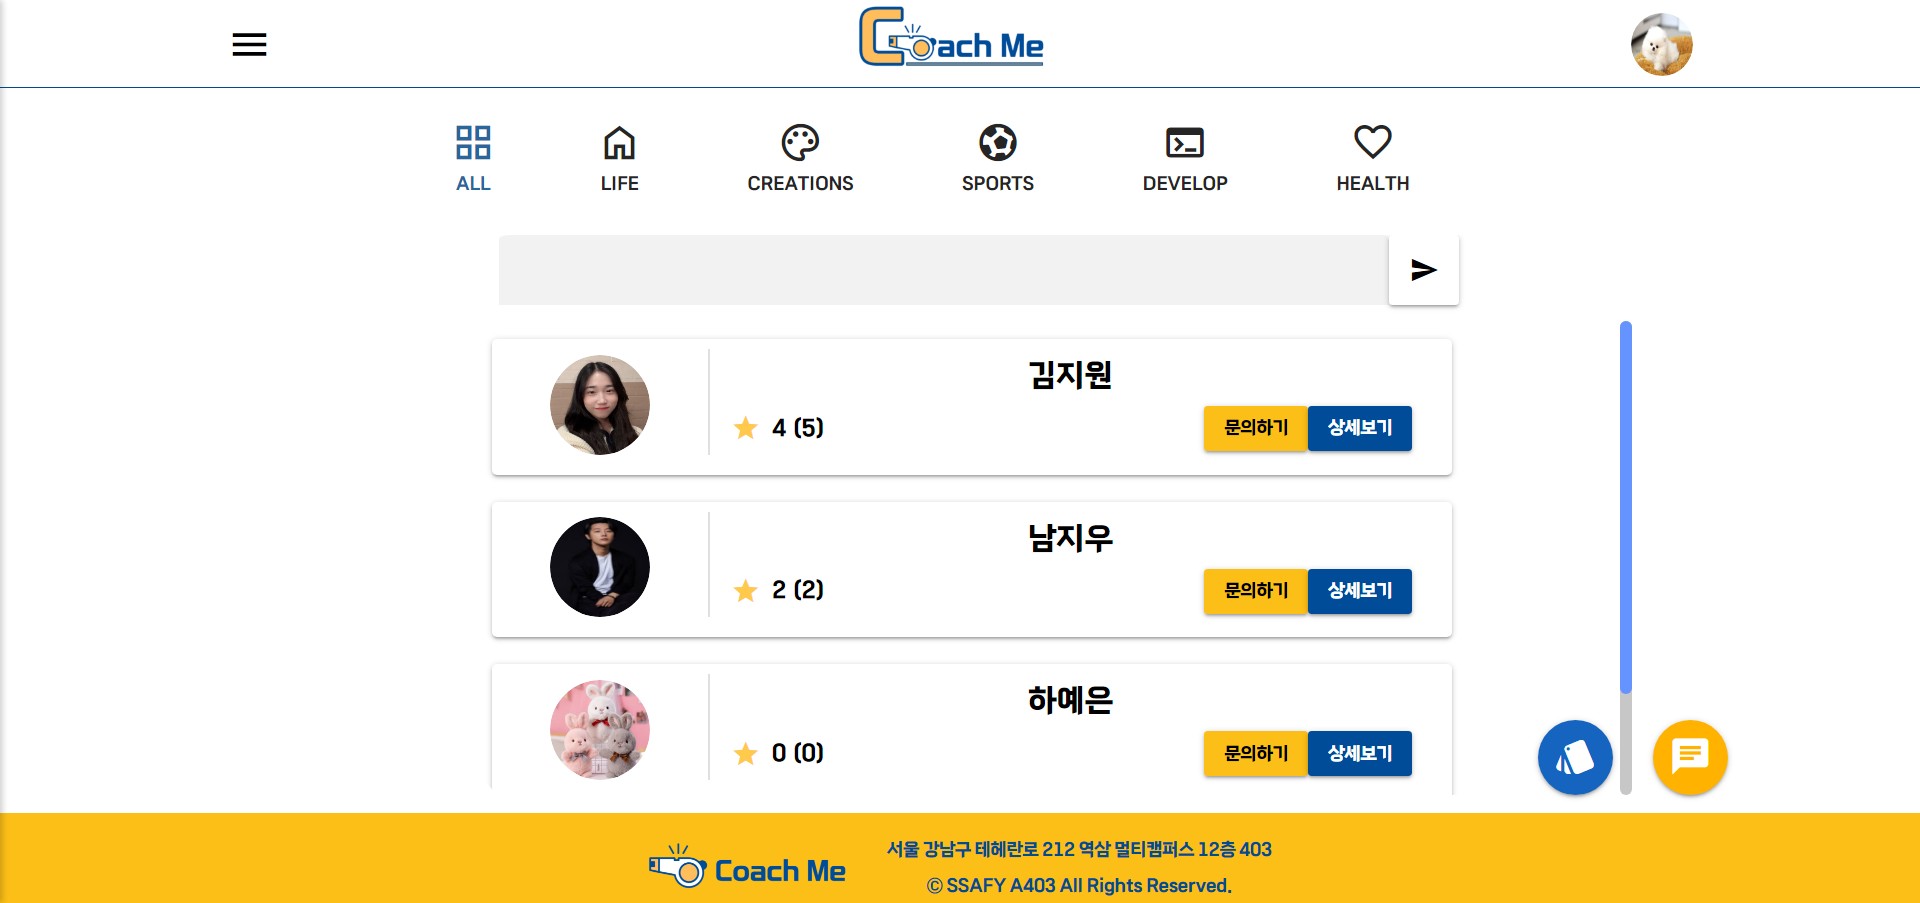 Coach Me
ALL
LIFE
CREATIONS
SPORTS
DEVELOP
HEALTH
김지원
4 (5)
문의하기
상세보기
남지우
2 (2)
문의하기
상세보기
하예은
0 (0)
문의하기
상세보기
Coach Me
서울 강남구 테헤란로 212 역삼 멀티캠퍼스 12층 403
© SSAFY A403 All Rights Reserved.